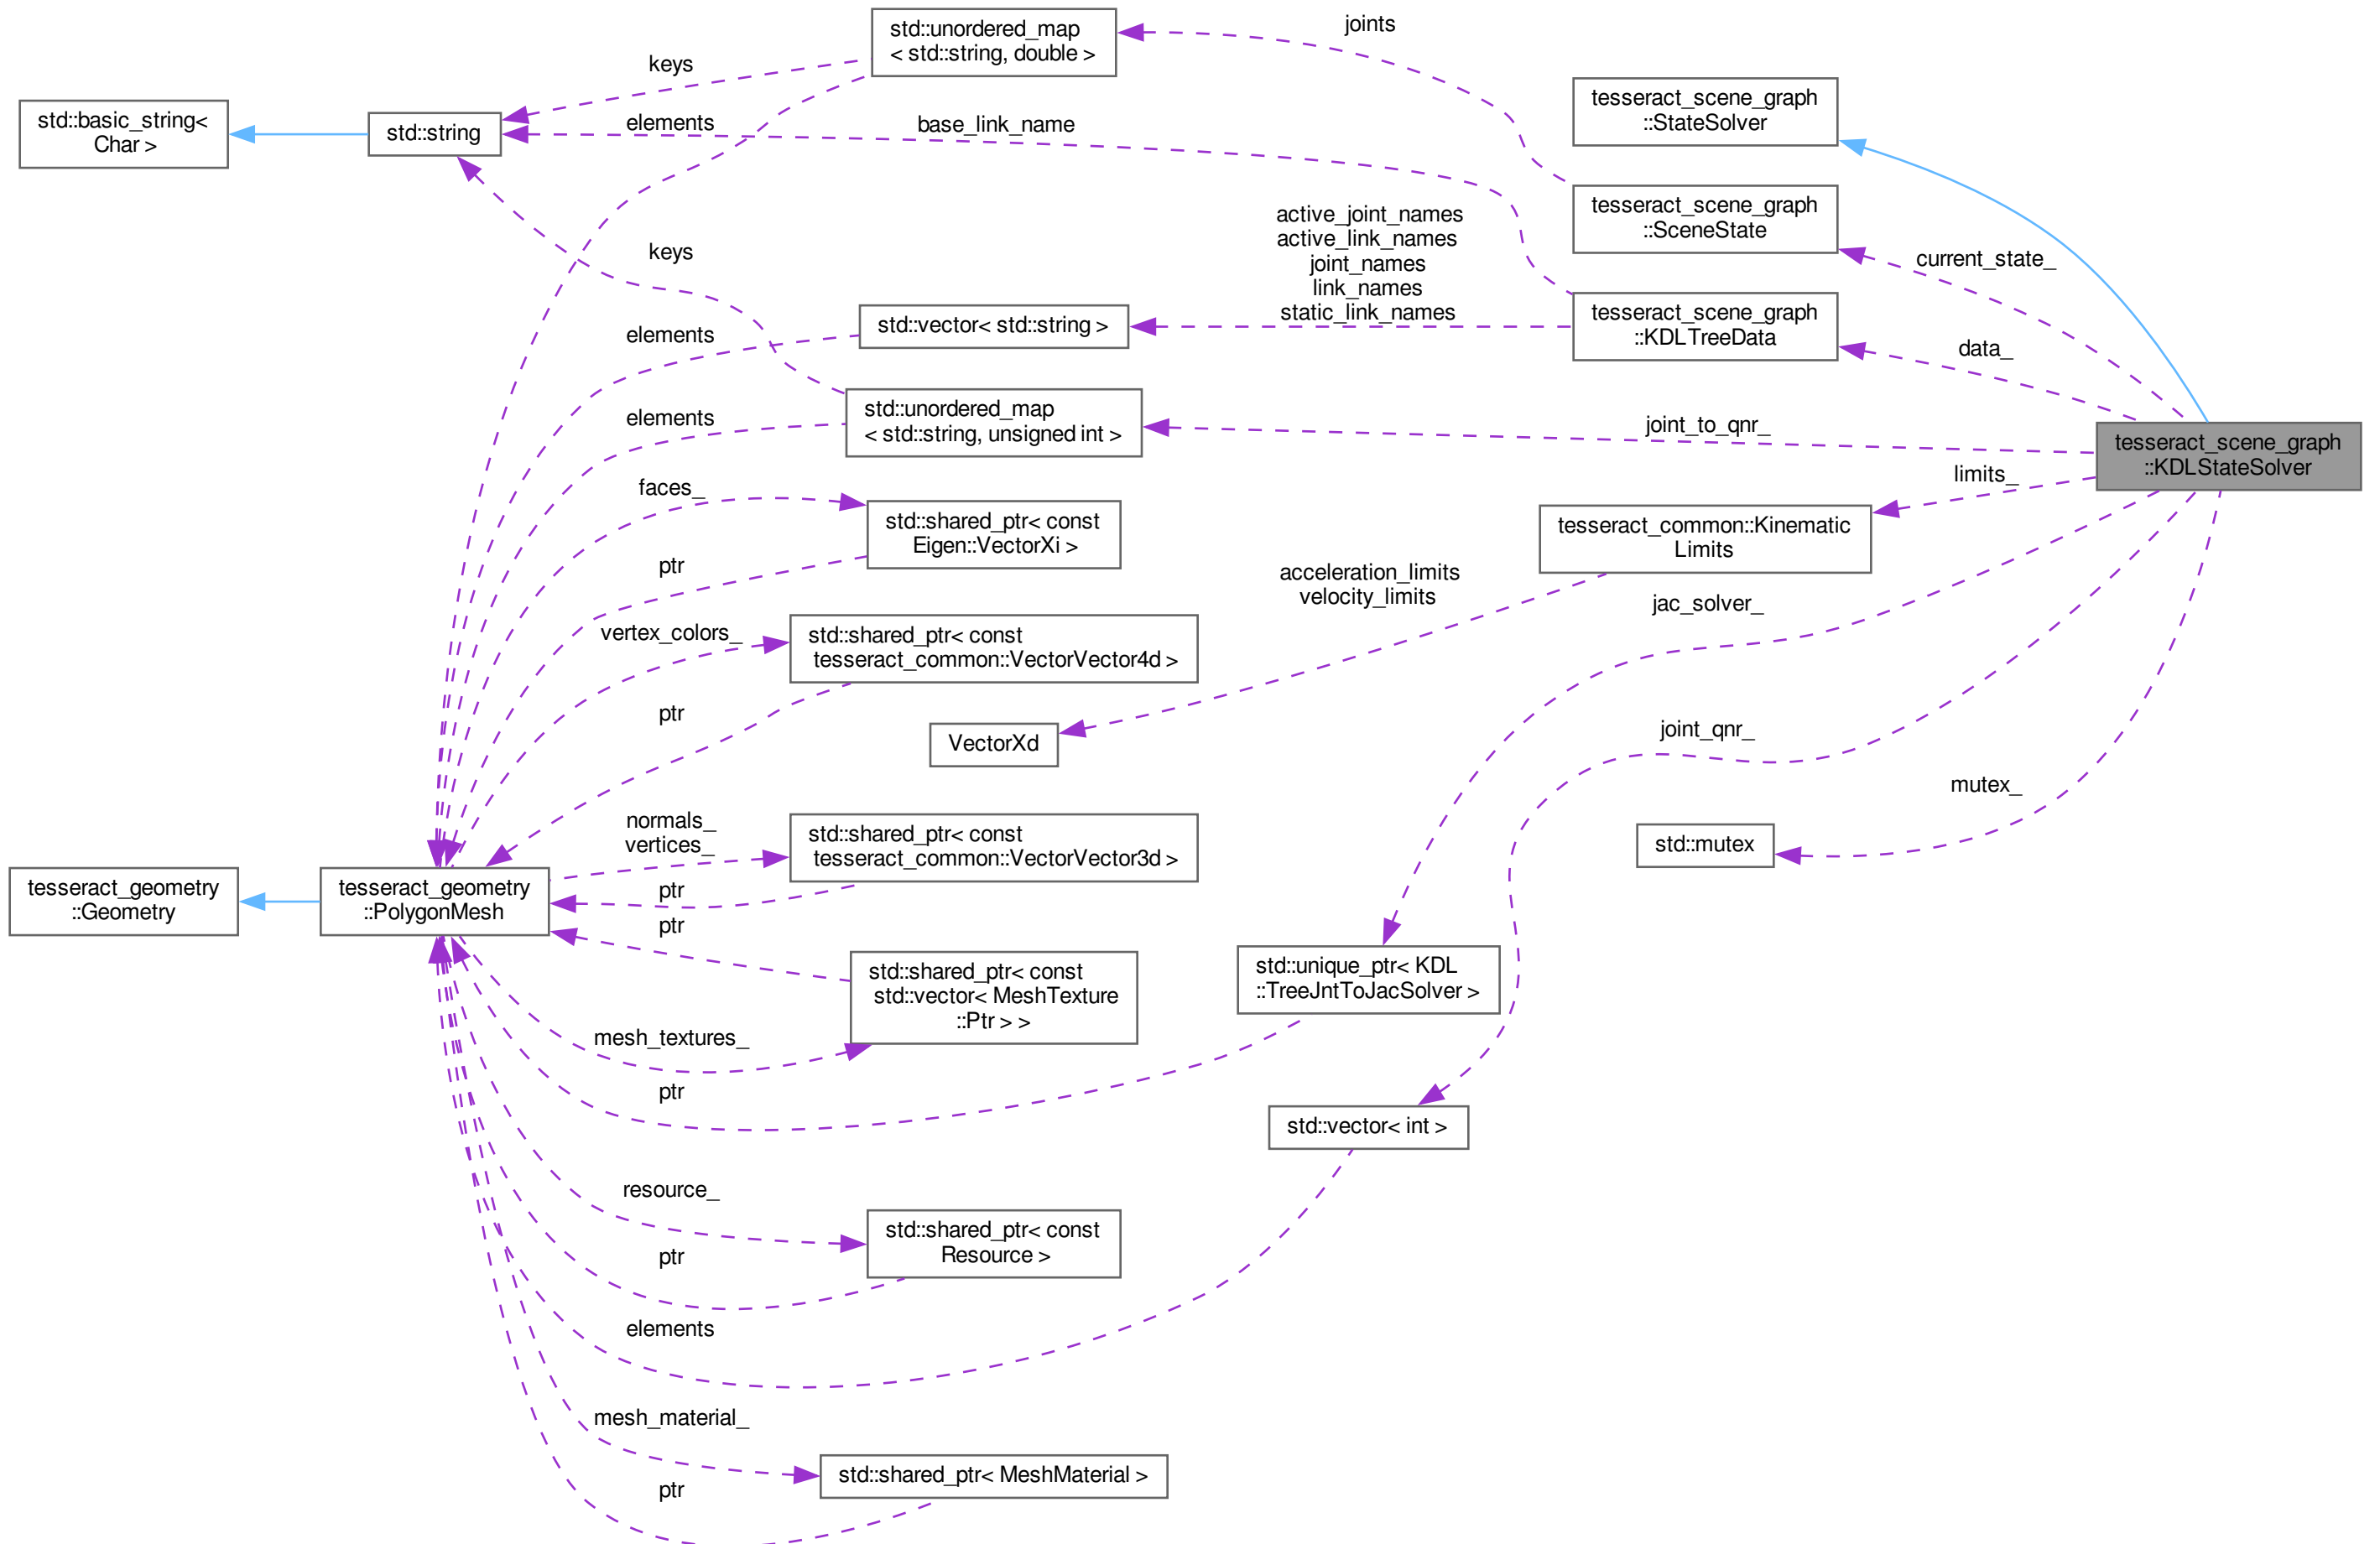 std::unordered_map
< std::string, double >
joints
keys
std::basic_string<
Char >
std::string
elements
base_link_name
tesseract_scene_graph
::StateSolver
tesseract_scene_graph
::SceneState
active_joint_names
active_link_names
joint_names
link_names
static_link_names
keys
current_state_
std::vector< std::string >
elements
tesseract_scene_graph
::KDLTreeData
data_
std::unordered_map
< std::string, unsigned int >
elements
joint_to_qnr_
tesseract_scene_graph
::KDLStateSolver
faces_
std::shared_ptr< const
Eigen::VectorXi >
ptr
limits_
tesseract_common::Kinematic
Limits
acceleration_limits
velocity_limits
jac_solver_
vertex_colors_
std::shared_ptr< const
tesseract_common::VectorVector4d >
ptr
VectorXd
joint_qnr_
mutex_
std::mutex
normals_
vertices_
std::shared_ptr< const
tesseract_common::VectorVector3d >
ptr
tesseract_geometry
::Geometry
tesseract_geometry
::PolygonMesh
ptr
std::shared_ptr< const
std::vector< MeshTexture
::Ptr > >
mesh_textures_
std::unique_ptr< KDL
::TreeJntToJacSolver >
ptr
std::vector< int >
resource_
std::shared_ptr< const
Resource >
ptr
elements
mesh_material_
std::shared_ptr< MeshMaterial >
ptr